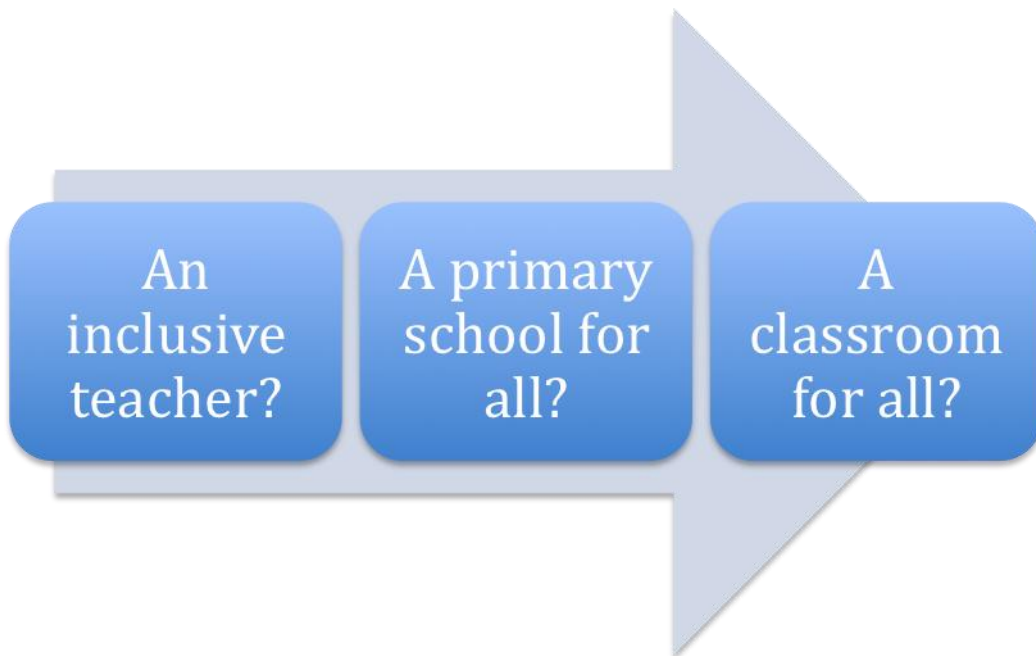 An
inclusive
teacher?
A primary
school for
all?
A
classroom
for all?